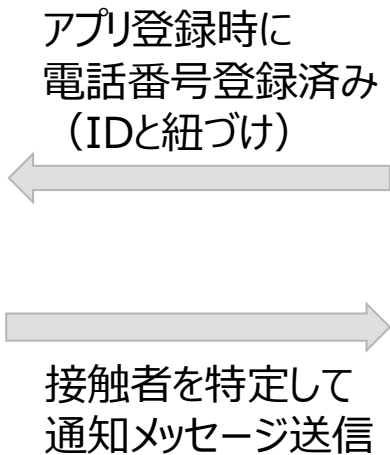 アプリ登録時に
電話番号登録済み
（IDと紐づけ）
接触者を特定して
通知メッセージ送信